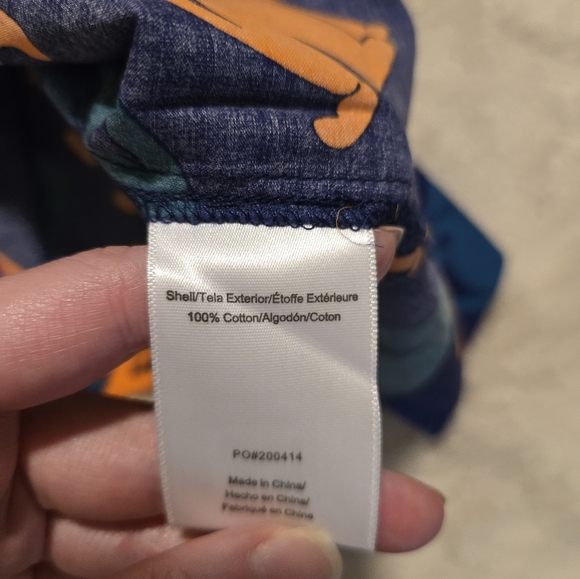 Shell/Tela Exterior/Étoffe Extérieure
100% Cotton/Algodón/Coton
PO#200414
Made in China/
Hecho en China/
Fabriqué en China